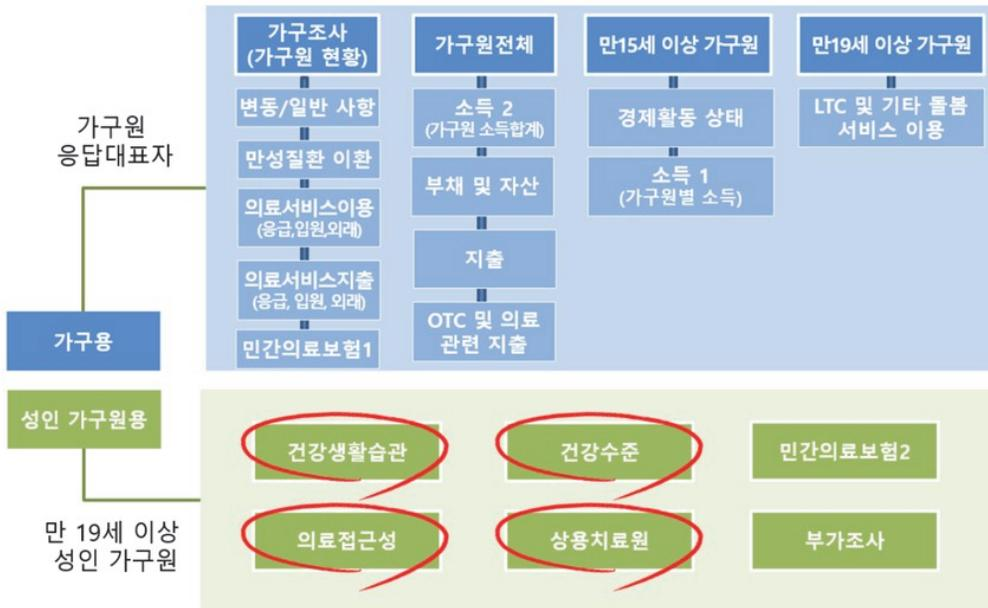 가구조사
(가구원 현황)
가구원전체
만15세 이상 가구원
만19세 이상 가구원
변동/일반 사항
소득 2
(가구원 소득합계)
경제활동 상태
LTC 및 기타 돌봄
서비스 이용
가구원
응답대표자
만성질환 이환
부채 및 자산
소득 1
(가구원별 소득)
의료서비스이용
(응급,입원,외래)
지출
의료서비스지출
(응급, 입원, 외래)
OTC 및 의료
관련 지출
민간의료보험1
가구용
성인 가구원용
건강생활습관
건강수준
민간의료보험2
의료접근성
상용치료원
부가조사
만 19세 이상
성인 가구원